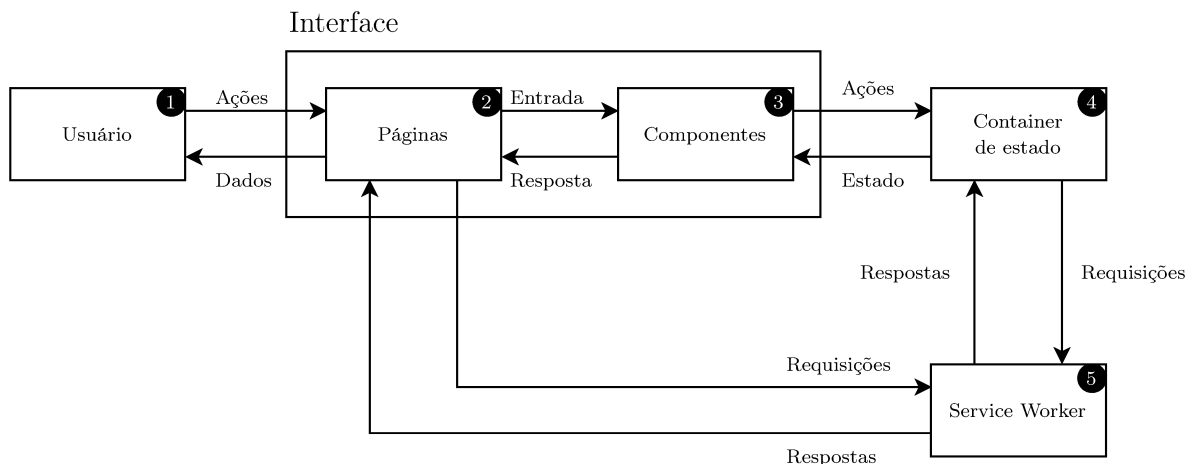 Interface
1
Ações
2
Entrada
3
Ações
4
Usuário
Páginas
Componentes
Container
de estado
Dados
Resposta
Estado
Respostas
Requisições
Requisições
5
Service Worker
Respostas